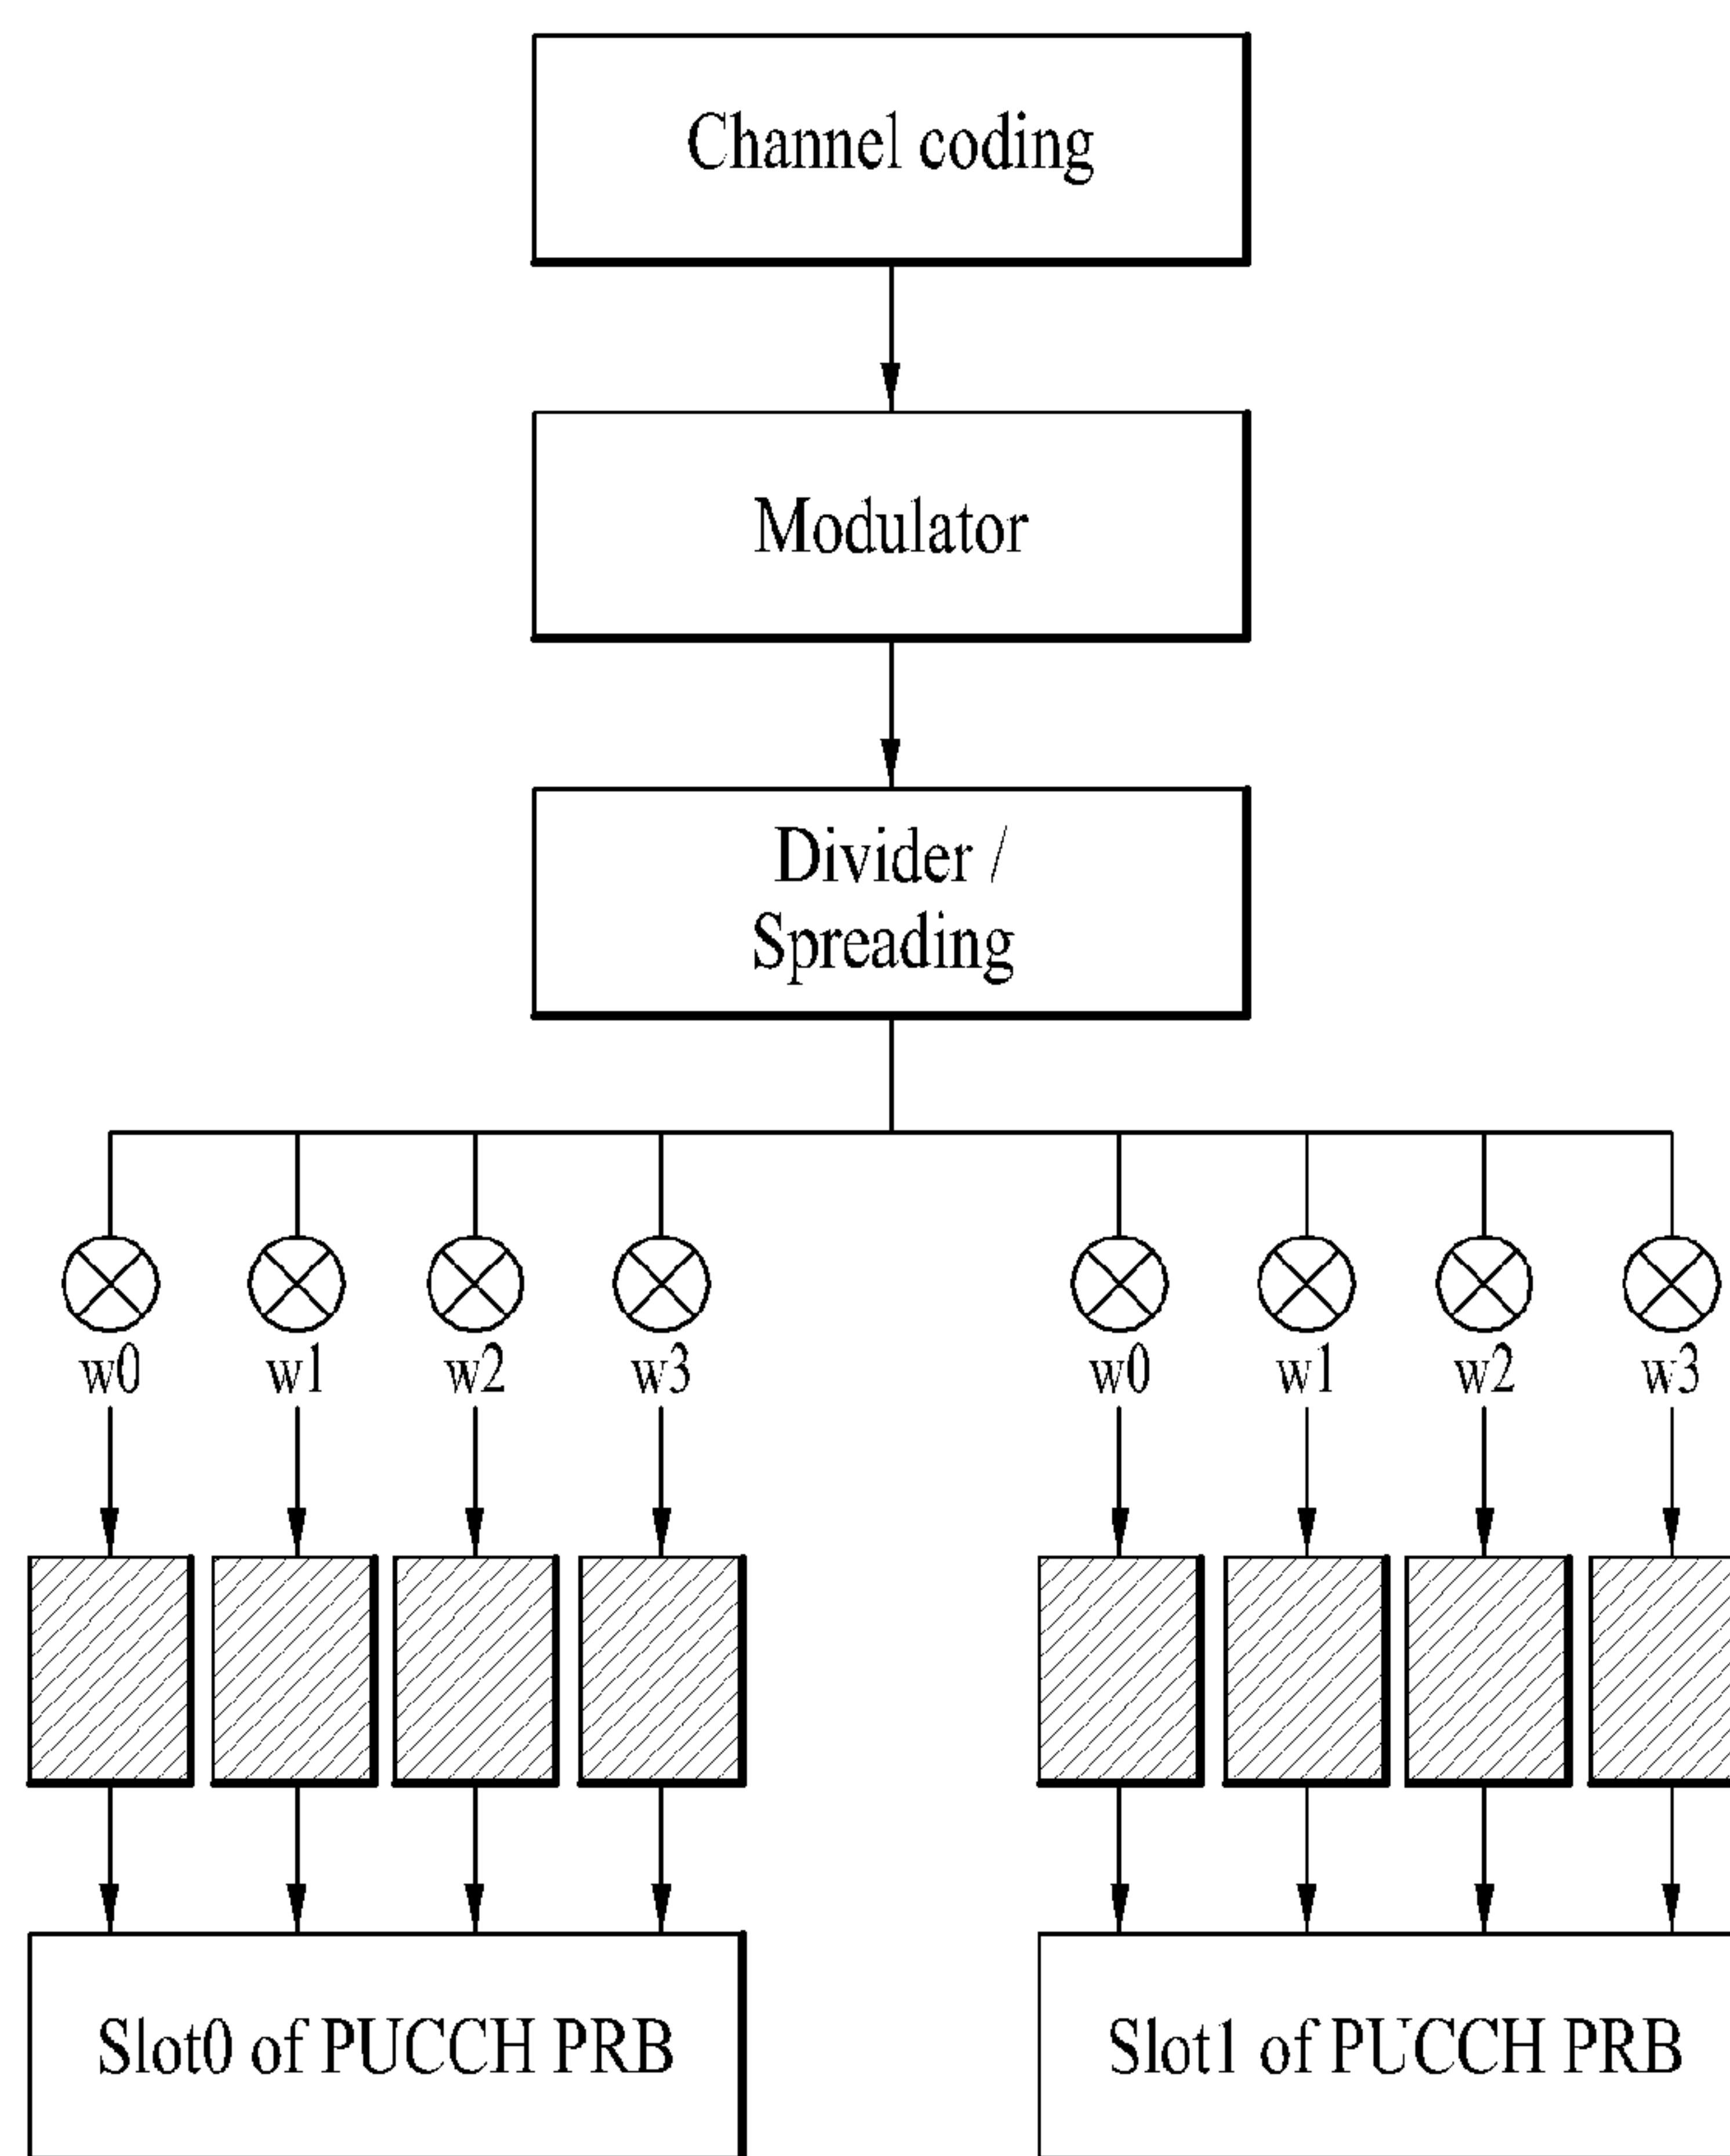 Channel coding
Modulator
Divider /
Spreading
w0 w1 w2 w3 w0 w1 w2 w3
Slot0 of PUCCH PRB Slot1 of PUCCH PRB